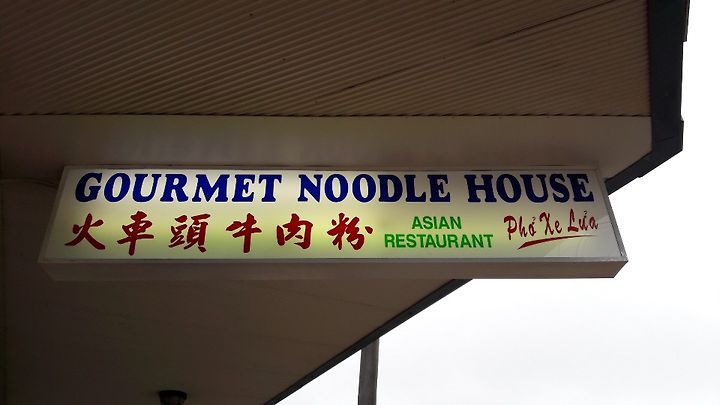 GOURMET NOODLE HOUSE
火車頭牛肉粉
ASIAN
RESTAURANT
Phở Xe Lửa